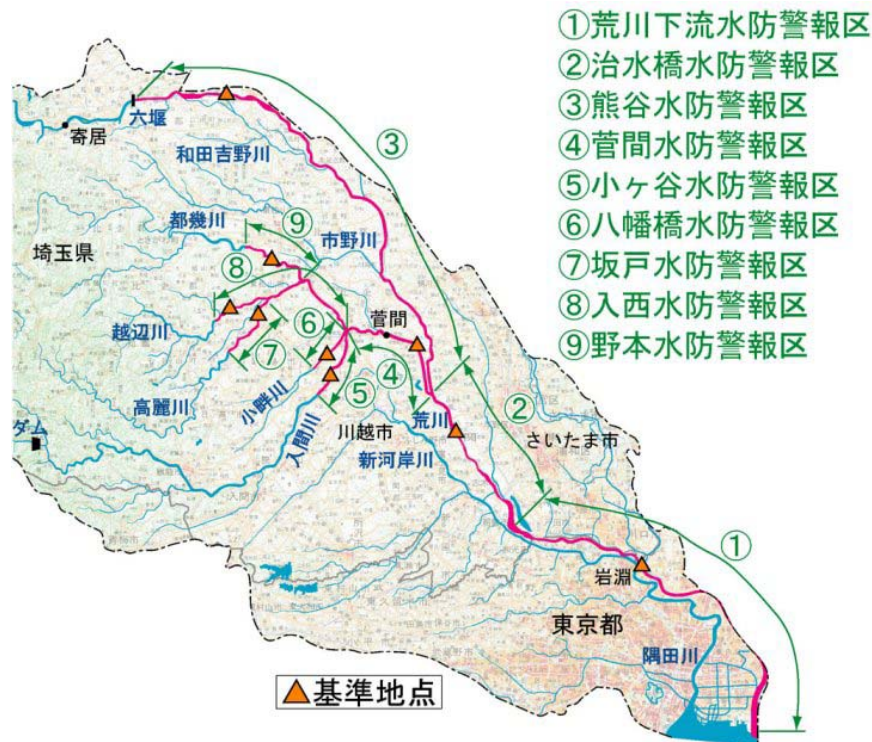 ①荒川下流水防警報区
②治水橋水防警報区
③熊谷水防警報区
④菅間水防警報区
⑤小ヶ谷水防警報区
⑥八幡橋水防警報区
⑦坂戸水防警報区
⑧入西水防警報区
⑨野本水防警報区
六堰
寄居
和田吉野川
③
都幾川
⑨
市野川
埼玉県
⑧
越辺川
菅間
⑥
⑦
④
高麗川
小畔川
⑤
②
入間川
荒川
川越市
さいたま市
ダム
新河岸川
①
岩淵
東京都
隅田川
基準地点